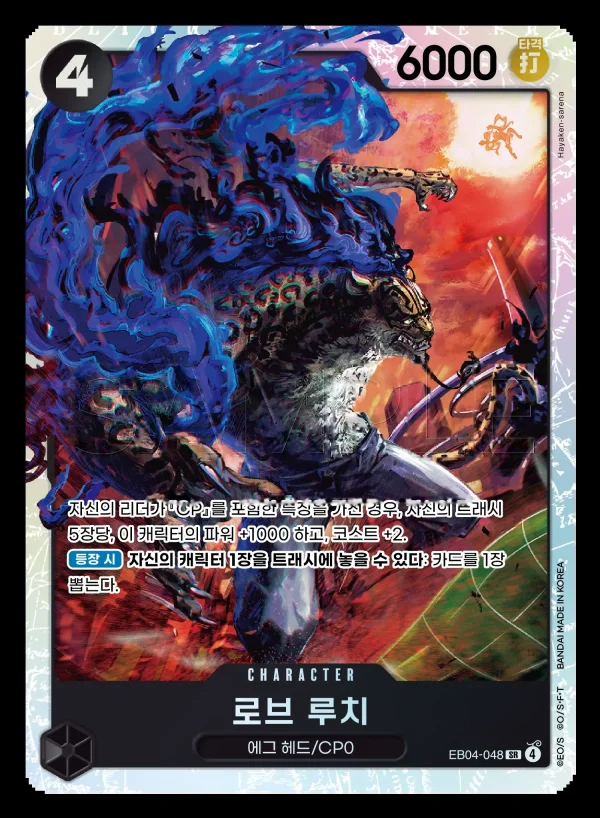 4
6000
타격
打
Hayaken-sarena
SAMPLE
자신의 리더가 『CP』를 포함한 특징을 가진 경우, 자신의 트래시
5장당, 이 캐릭터의 파워 +1000 하고, 코스트 +2.
등장 시 자신의 캐릭터 1장을 트래시에 놓을 수 있다: 카드를 1장
뽑는다.
CHARACTER
로브 루치
에그 헤드/CP0
EB04-048 SR 4
©EO/S ©O/S·F·T BANDAI MADE IN KOREA